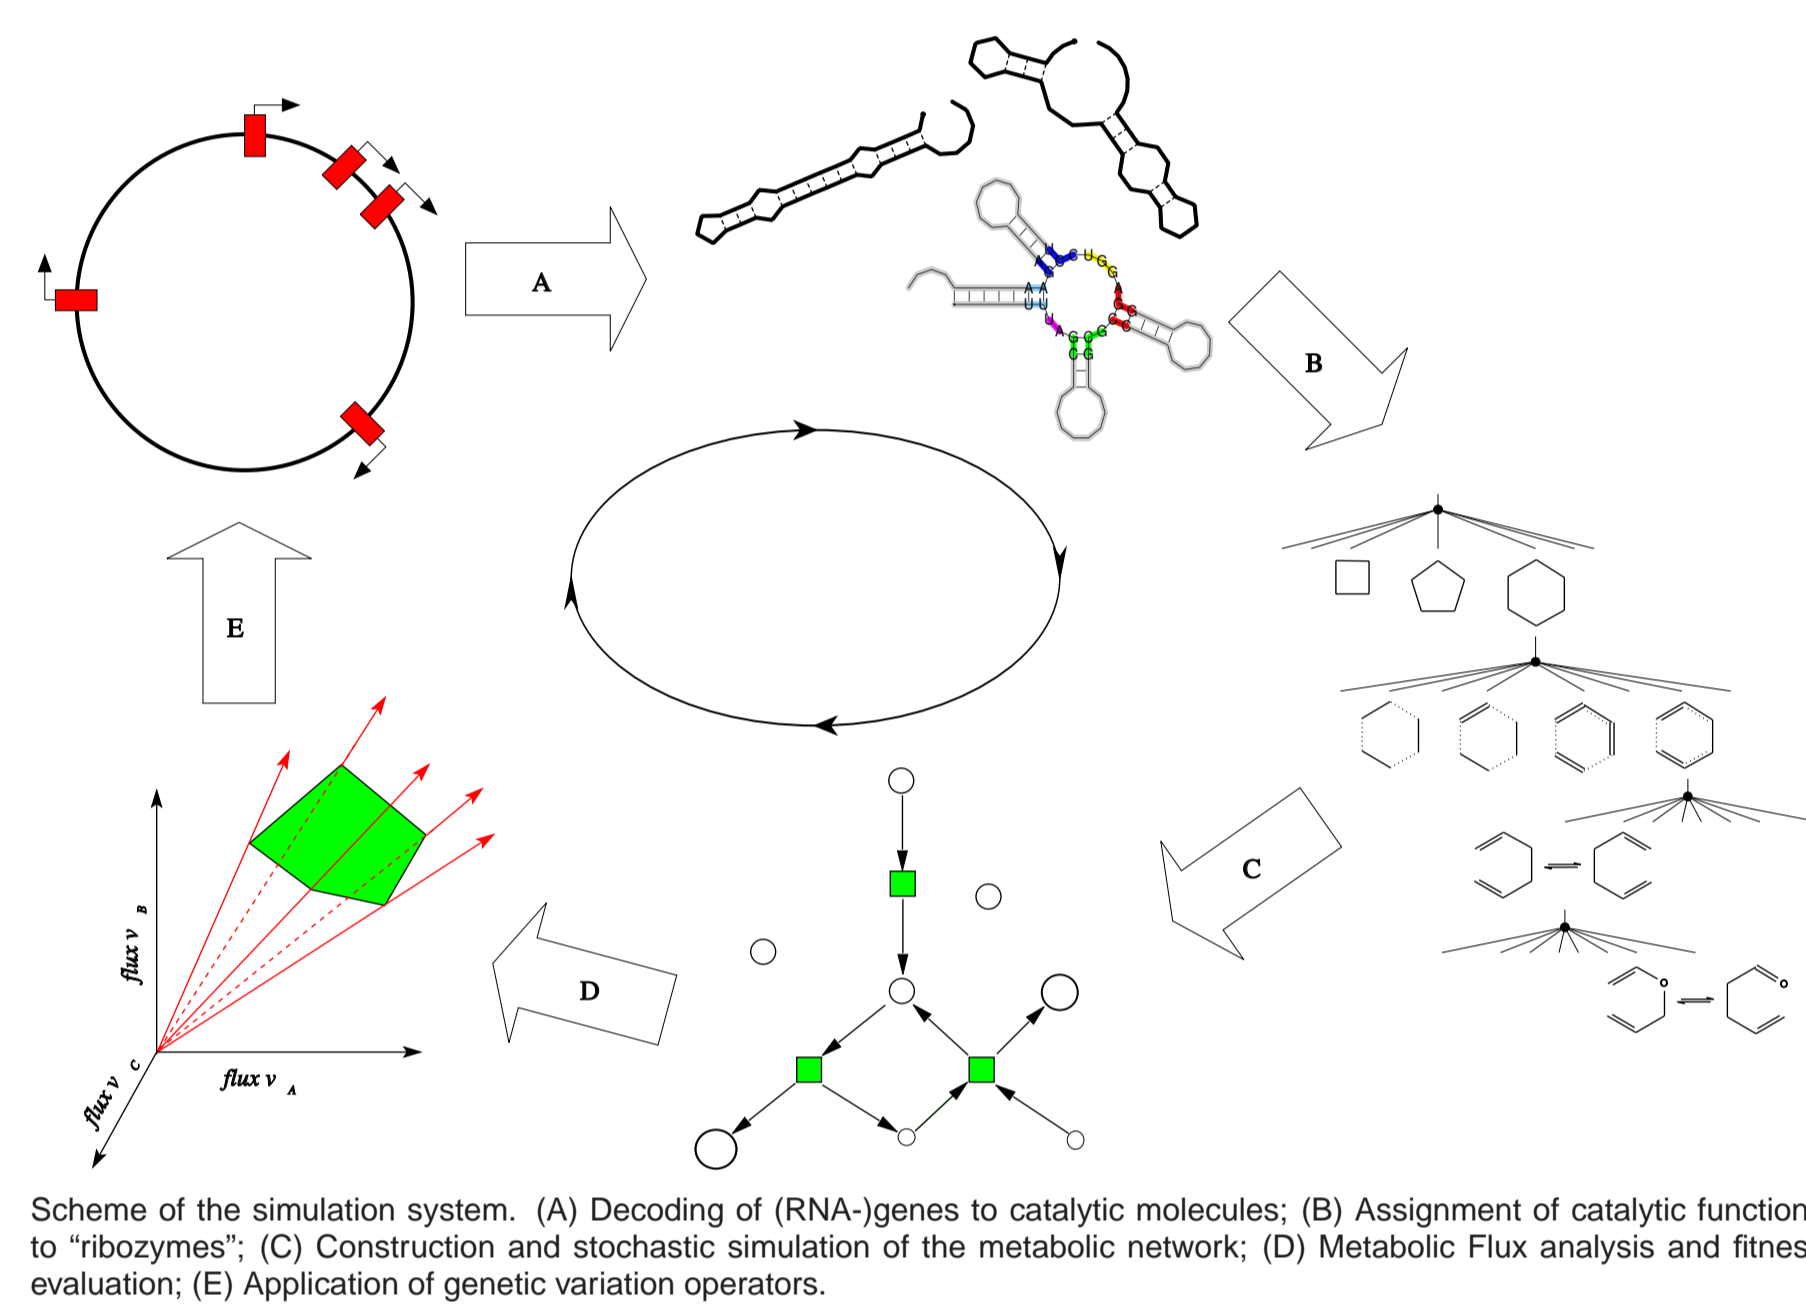 A
B
C
D
E
U C C U G G
A G A
A A G G
U U C C
U A G C G
C G
flux v B
flux v C
flux v A
o
o
Scheme of the simulation system. (A) Decoding of (RNA-)genes to catalytic molecules; (B) Assignment of catalytic function
to “ribozymes”; (C) Construction and stochastic simulation of the metabolic network; (D) Metabolic Flux analysis and fitnes
evaluation; (E) Application of genetic variation operators.